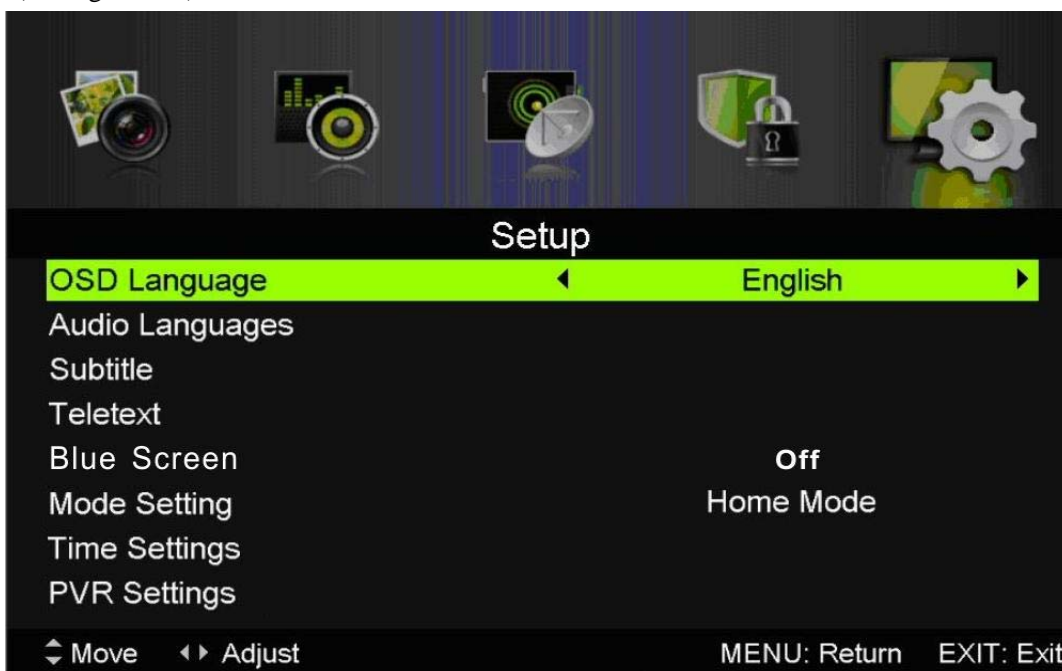 Setup
OSD Language English
Audio Languages
Subtitle
Teletext
Blue Screen Off
Mode Setting Home Mode
Time Settings
PVR Settings
Move Adjust MENU: Return EXIT: Exit